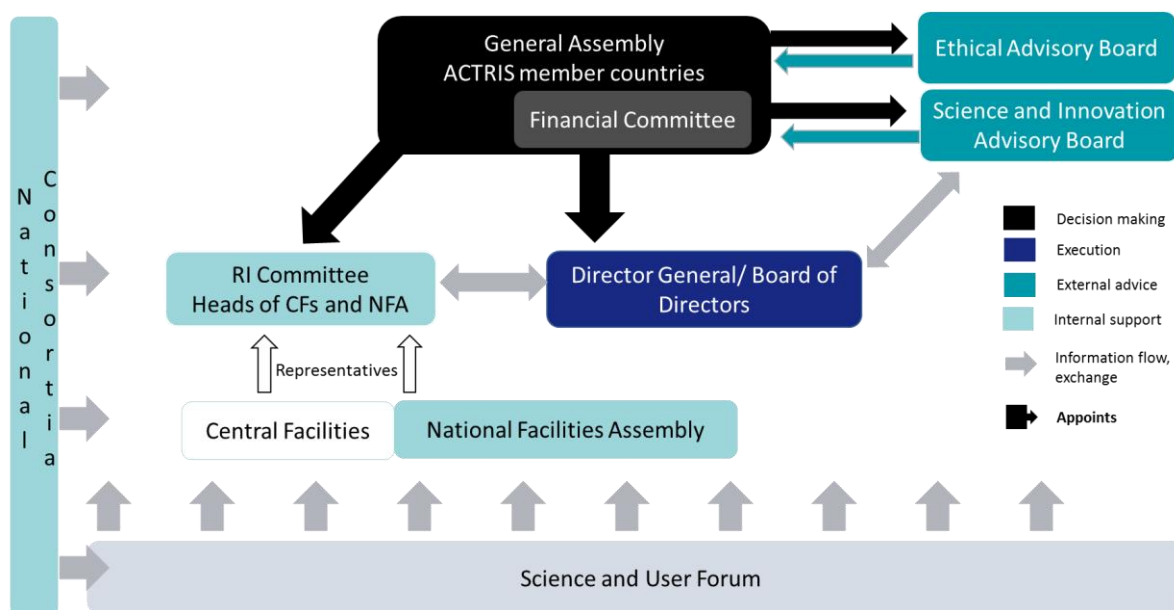 National
Consortia
General Assembly
ACTRIS member countries
Financial Committee
Ethical Advisory Board
Science and Innovation
Advisory Board
RI Committee
Heads of CFs and NFA
Director General/ Board of
Directors
Representatives
Central Facilities
National Facilities Assembly
Science and User Forum
Decision making
Execution
External advice
Internal support
Information flow,
exchange
Appoints